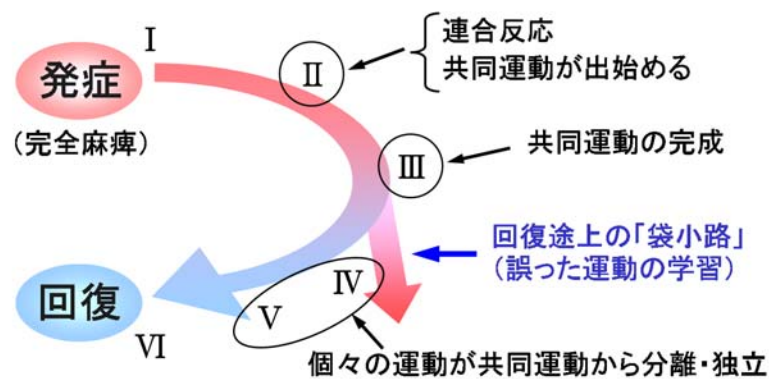 発症
(完全麻痺)
Ⅰ
Ⅱ
連合反応
共同運動が出始める
Ⅲ
共同運動の完成
回復途上の「袋小路」
(誤った運動の学習)
Ⅳ
Ⅴ
個々の運動が共同運動から分離・独立
回復
Ⅵ